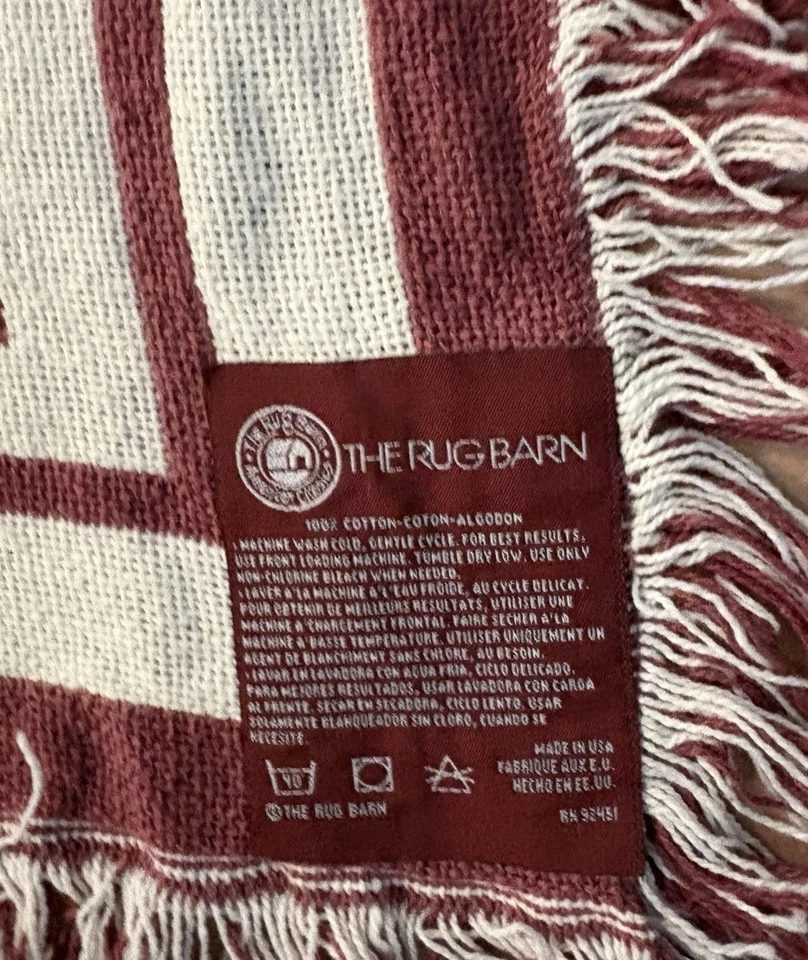 THE RUG BARN
THE RUG BARN
100% COTTON-COTON-ALGODON
MACHINE WASH COLD, GENTLE CYCLE. FOR BEST RESULTS,
USE FRONT LOADING MACHINE. TUMBLE DRY LOW. USE ONLY
NON-CHLORINE BLEACH WHEN NEEDED.
LAVER A'LA MACHINE A'L'EAU FROIDE, AU CYCLE DELICAT.
POUR OBTENIR DE MEILLEURS RESULTATS, UTILISER UNE
MACHINE A'CHARGEMENT FRONTAL. FAIRE SECHER A'LA
MACHINE A'BASSE TEMPERATURE. UTILISER UNIQUEMENT UN
AGENT DE BLANCHIMENT SANS CHLORE, AU BESOIN.
LAVAR EN LAVADORA CON AGUA FRIA, CICLO DELICADO.
PARA MEJORES RESULTADOS, USAR LAVADORA CON CARGA
AL FRENTE. SECAR EN SECADORA, CICLO LENTO. USAR
SOLAMENTE BLANQUEADOR SIN CLORO, CUANDO SE
NECESITE.
MADE IN USA
FABRIQUE AUX E.U.
HECHO EN EE.UU.
40
©THE RUG BARN
RN 92451